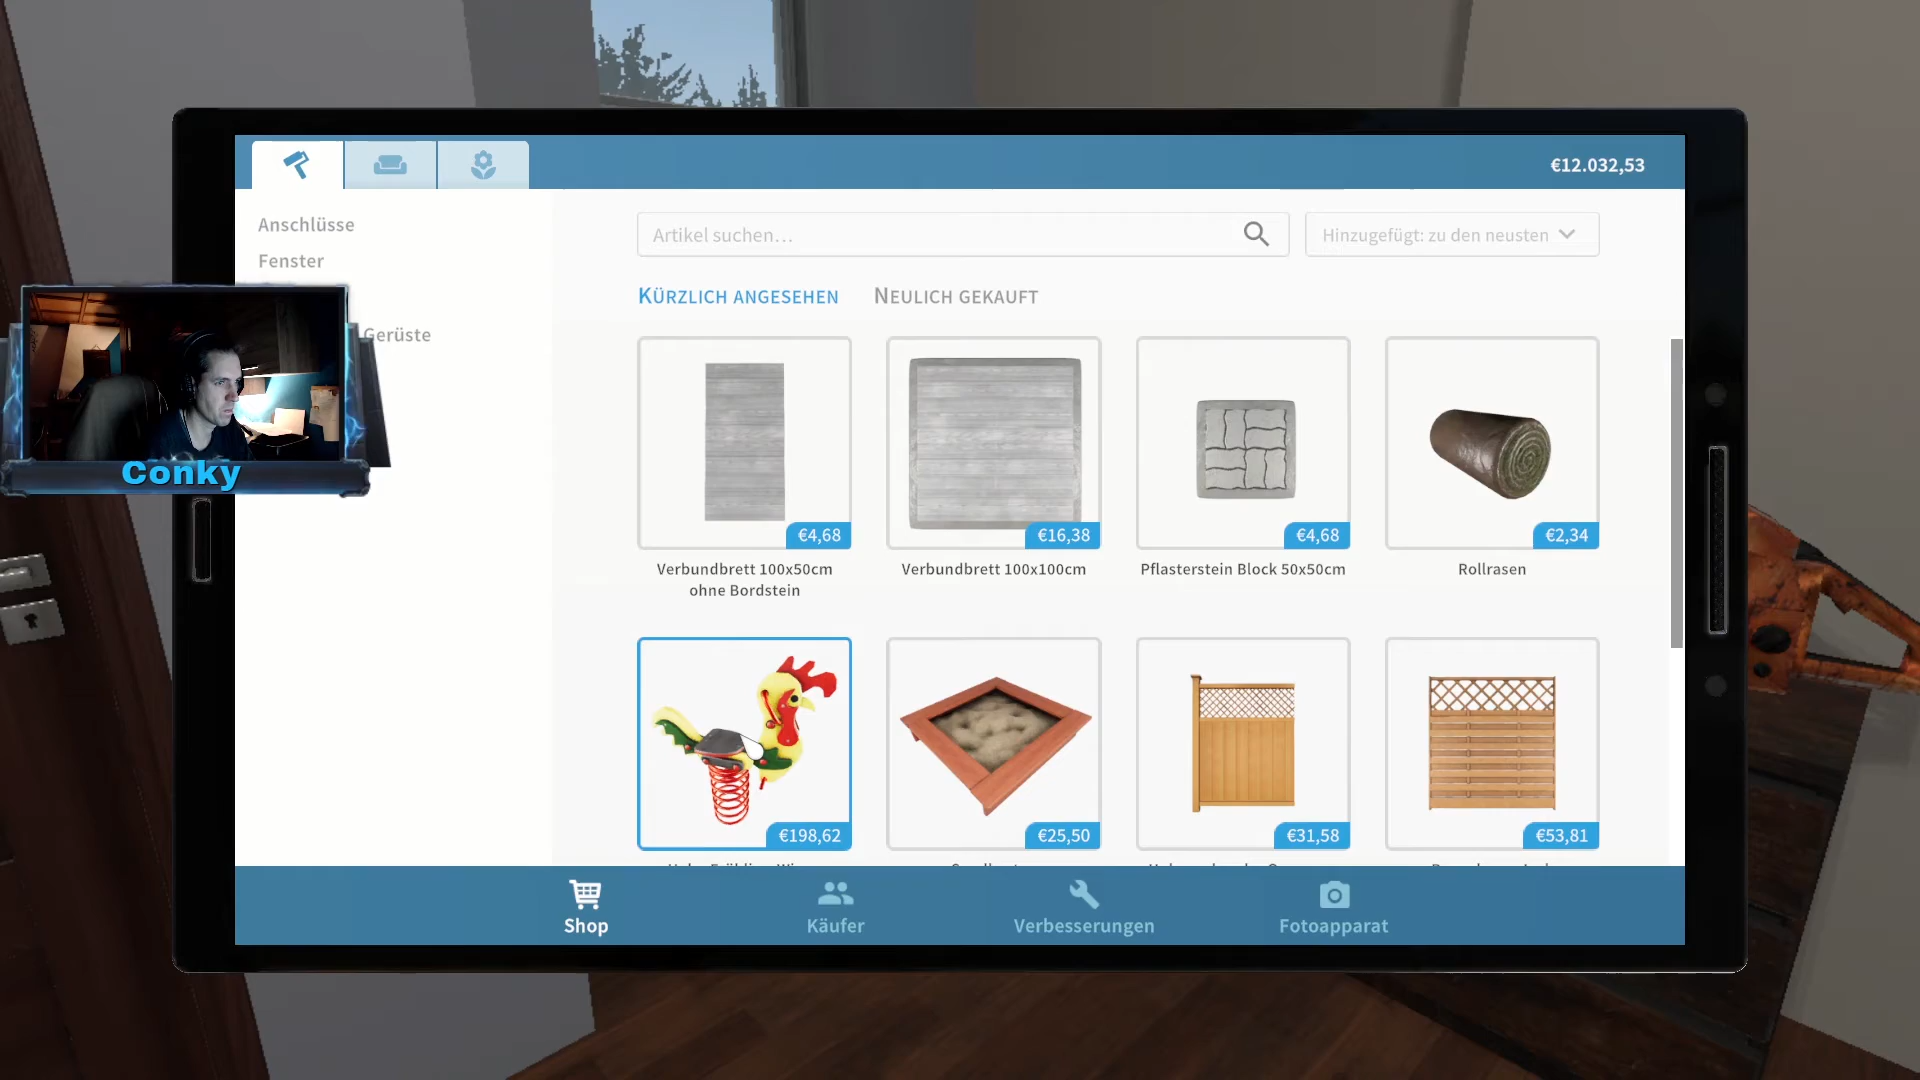 €12.032,53
Anschlüsse
Fenster
Gerüste
Artikel suchen...
Hinzugefügt: zu den neusten
KÜRZLICH ANGESEHEN
NEULICH GEKAUFT
€4,68
€16,38
€4,68
€2,34
Verbundbrett 100x50cm
ohne Bordstein
Verbundbrett 100x100cm
Pflasterstein Block 50x50cm
Rollrasen
Conky
€198,62
€25,50
€31,58
€53,81
Shop
Käufer
Verbesserungen
Fotoapparat